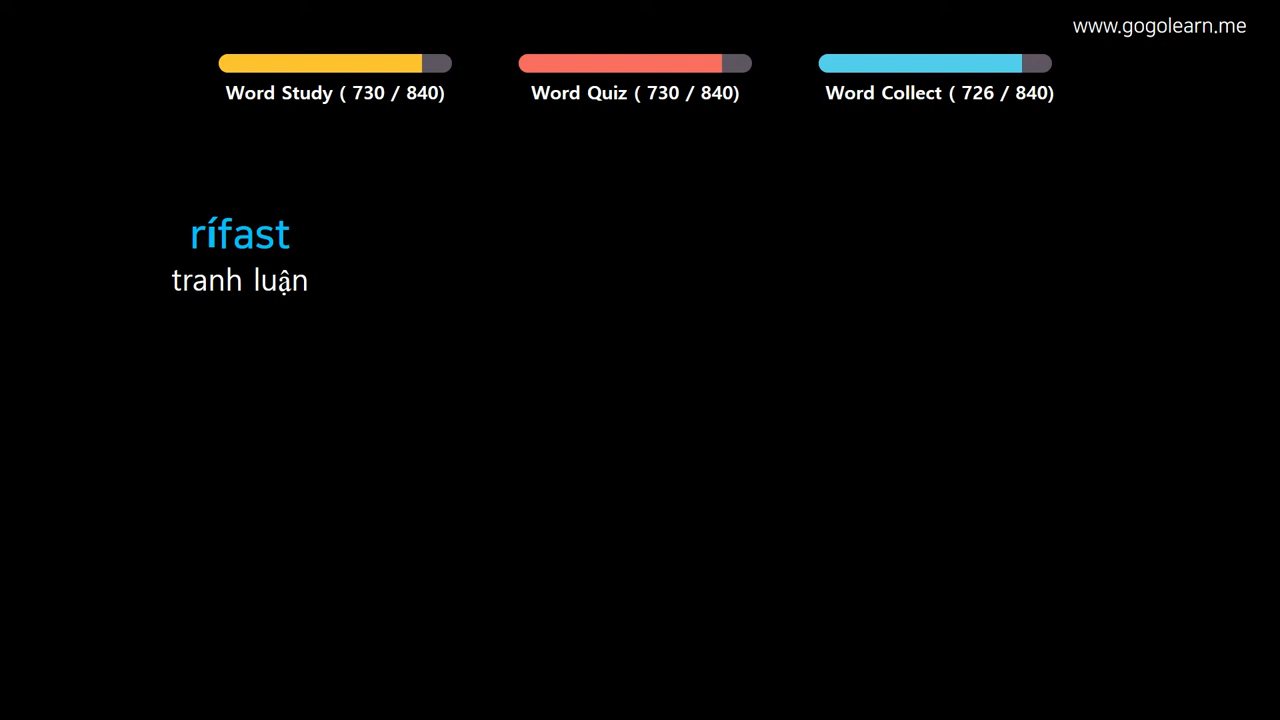 www.gogolearn.me
Word Study ( 730 / 840)
Word Quiz ( 730 / 840)
Word Collect ( 726 / 840)
rífast
tranh luận